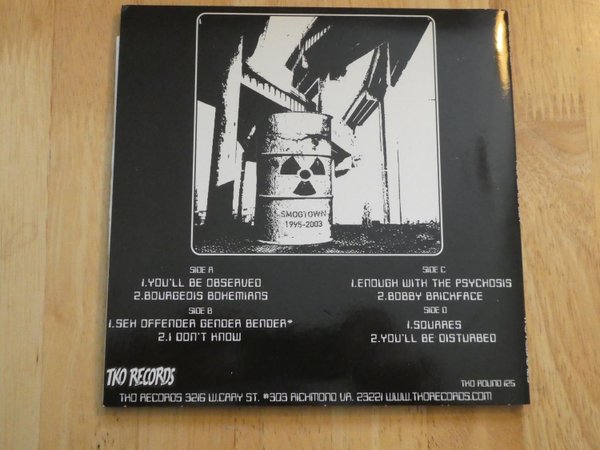 SMOGTOWN
1995-2003
SIDE A
1.YOU'LL BE OBSERVED
2.BOURGEOIS BOHEMIANS
SIDE B
1.SEX OFFENDER GENDER BENDER*
2.I DON'T KNOW
SIDE C
1.ENOUGH WITH THE PSYCHOSIS
2.BOBBY BRICKFACE
SIDE D
1.SQUARES
2.YOU'LL BE DISTURBED
TKO RECORDS
TKO ROUND 125
TKO RECORDS 3216 W.CARY ST. #303 RICHMOND VA. 23221 WWW.TKORECORDS.COM